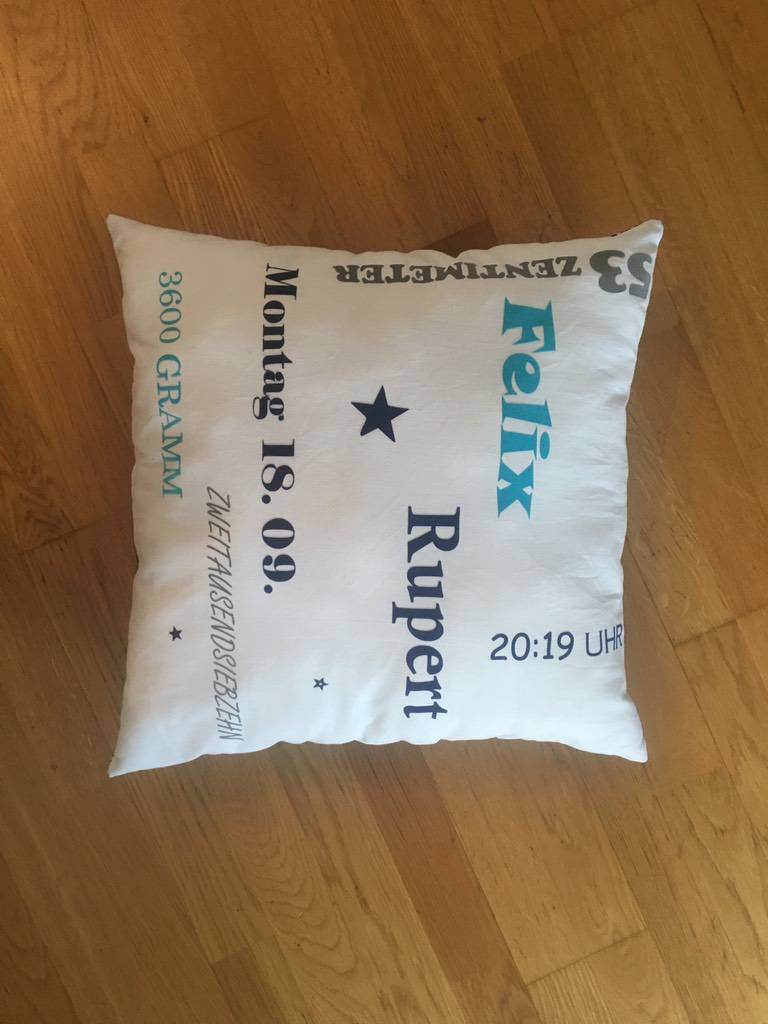 53
ZENTIMETER
Felix
20:19 UHR
Rupert
Montag 18. 09.
ZWEITAUSENDSIEBZEHN
3600 GRAMM